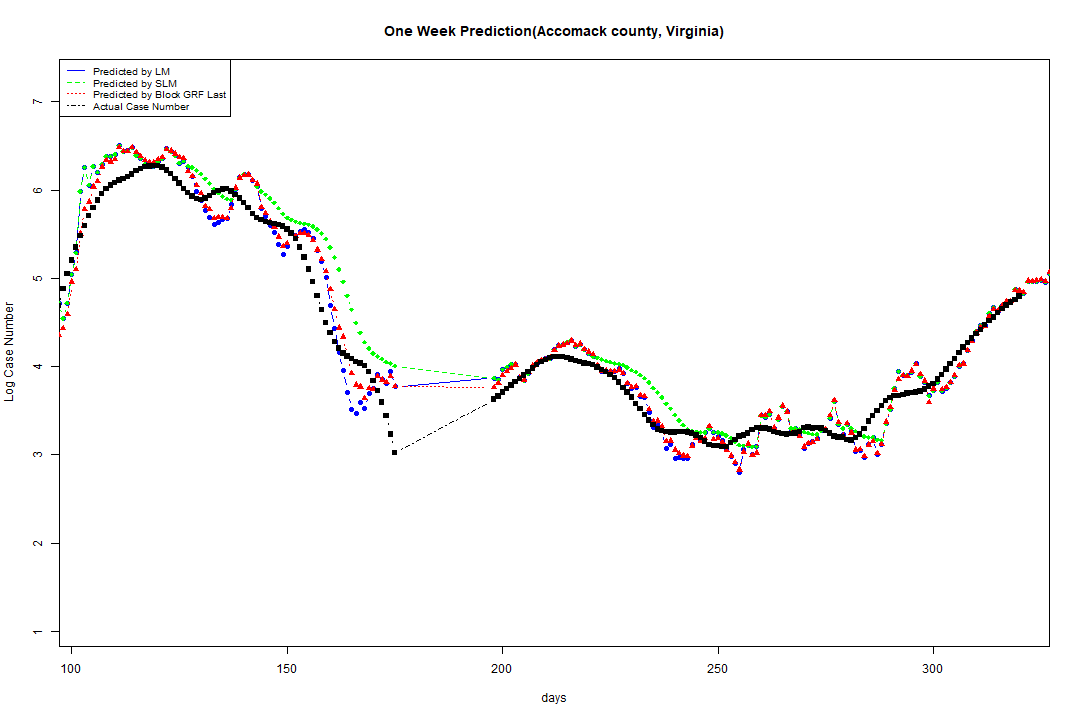 One Week Prediction(Accomack county, Virginia)
Predicted by LM
Predicted by SLM
Predicted by Block GRF Last
Actual Case Number
7
6
5
4
3
2
1
Log Case Number
100 150 200 250 300
days